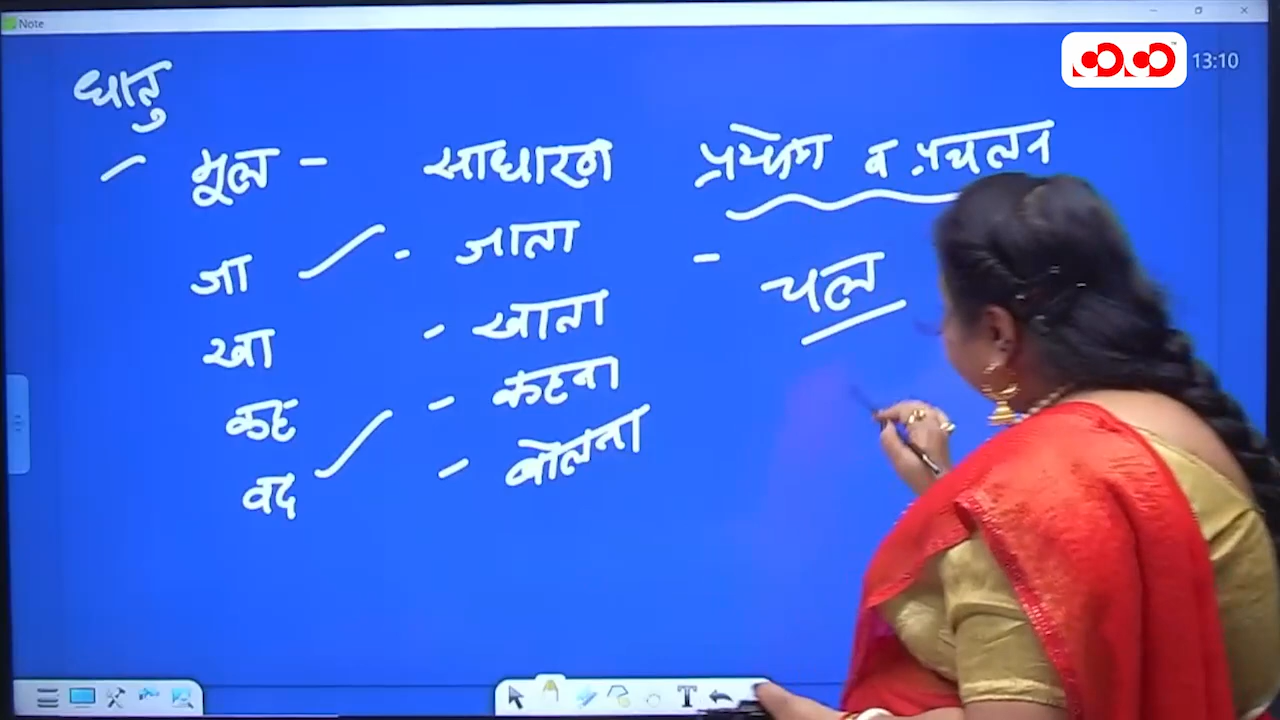 Note
13:10
धातु
मूल - साधारण प्रयोग व प्रचलन
जा - जाता - चल
खा - खाना
कह - कहना
वद - बोलना
T